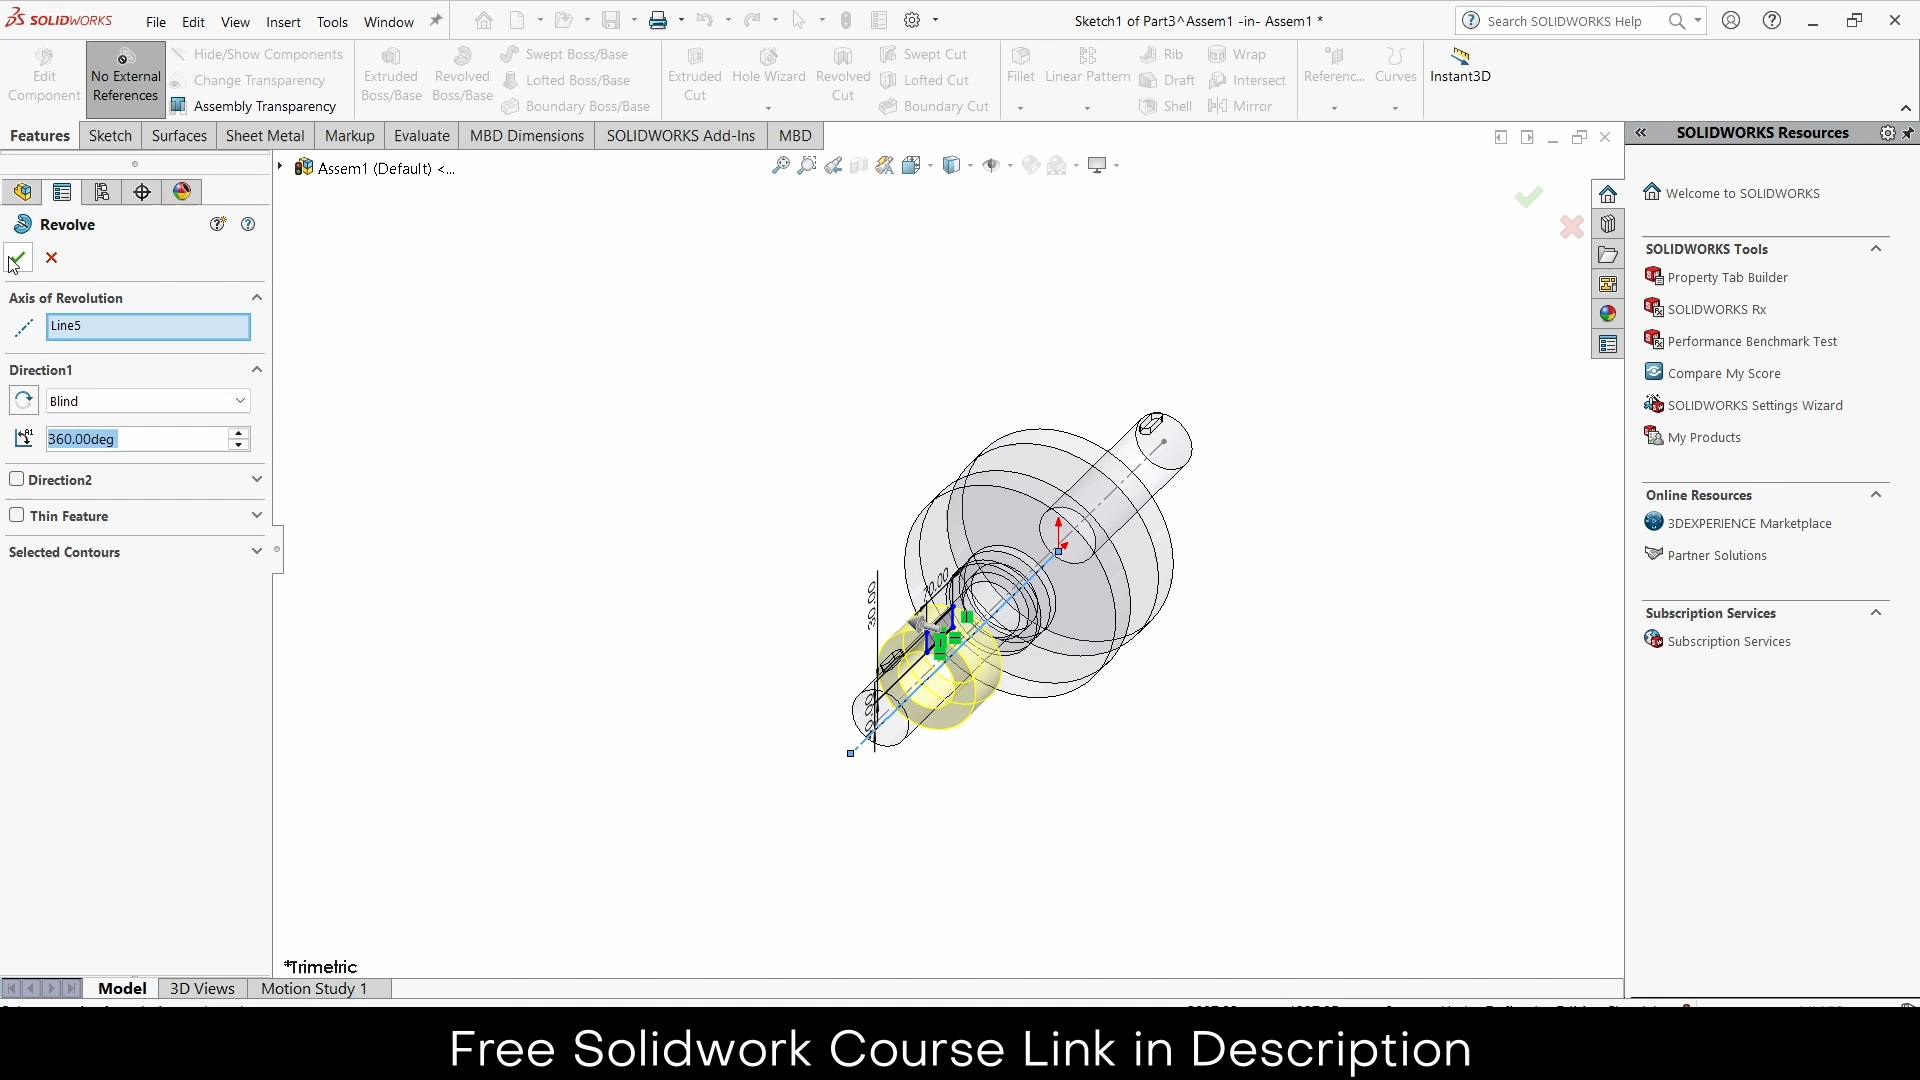 SOLIDWORKS
File Edit View Insert Tools Window
Sketch1 of Part3^Assem1 -in- Assem1 *
Search SOLIDWORKS Help
Edit Component
No External References
Hide/Show Components
Change Transparency
Assembly Transparency
Extruded Boss/Base
Revolved Boss/Base
Swept Boss/Base
Lofted Boss/Base
Boundary Boss/Base
Extruded Cut
Hole Wizard
Revolved Cut
Swept Cut
Lofted Cut
Boundary Cut
Fillet
Linear Pattern
Rib
Draft
Shell
Wrap
Intersect
Mirror
Referenc...
Curves
Instant3D
Features Sketch Surfaces Sheet Metal Markup Evaluate MBD Dimensions SOLIDWORKS Add-Ins MBD
SOLIDWORKS Resources
Assem1 (Default) <...
Revolve
Axis of Revolution
Line5
Direction1
Blind
360.00deg
Direction2
Thin Feature
Selected Contours
30.00
*Trimetric
Welcome to SOLIDWORKS
SOLIDWORKS Tools
Property Tab Builder
SOLIDWORKS Rx
Performance Benchmark Test
Compare My Score
SOLIDWORKS Settings Wizard
My Products
Online Resources
3DEXPERIENCE Marketplace
Partner Solutions
Subscription Services
Subscription Services
Model 3D Views Motion Study 1
Free Solidwork Course Link in Description